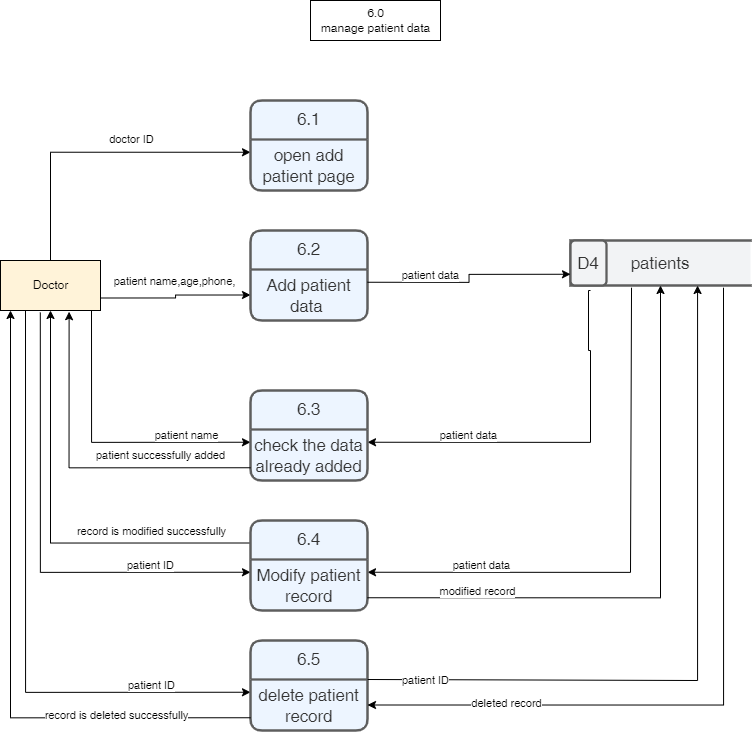 6.0
manage patient data
6.1
doctor ID
open add
patient page
6.2
D4
patients
Doctor
patient name,age,phone,
Add patient
data
patient data
6.3
patient name
check the data
already added
patient data
patient successfully added
record is modified successfully
6.4
patient ID
Modify patient
record
patient data
modified record
6.5
patient ID
patient ID
delete patient
record
deleted record
record is deleted successfully